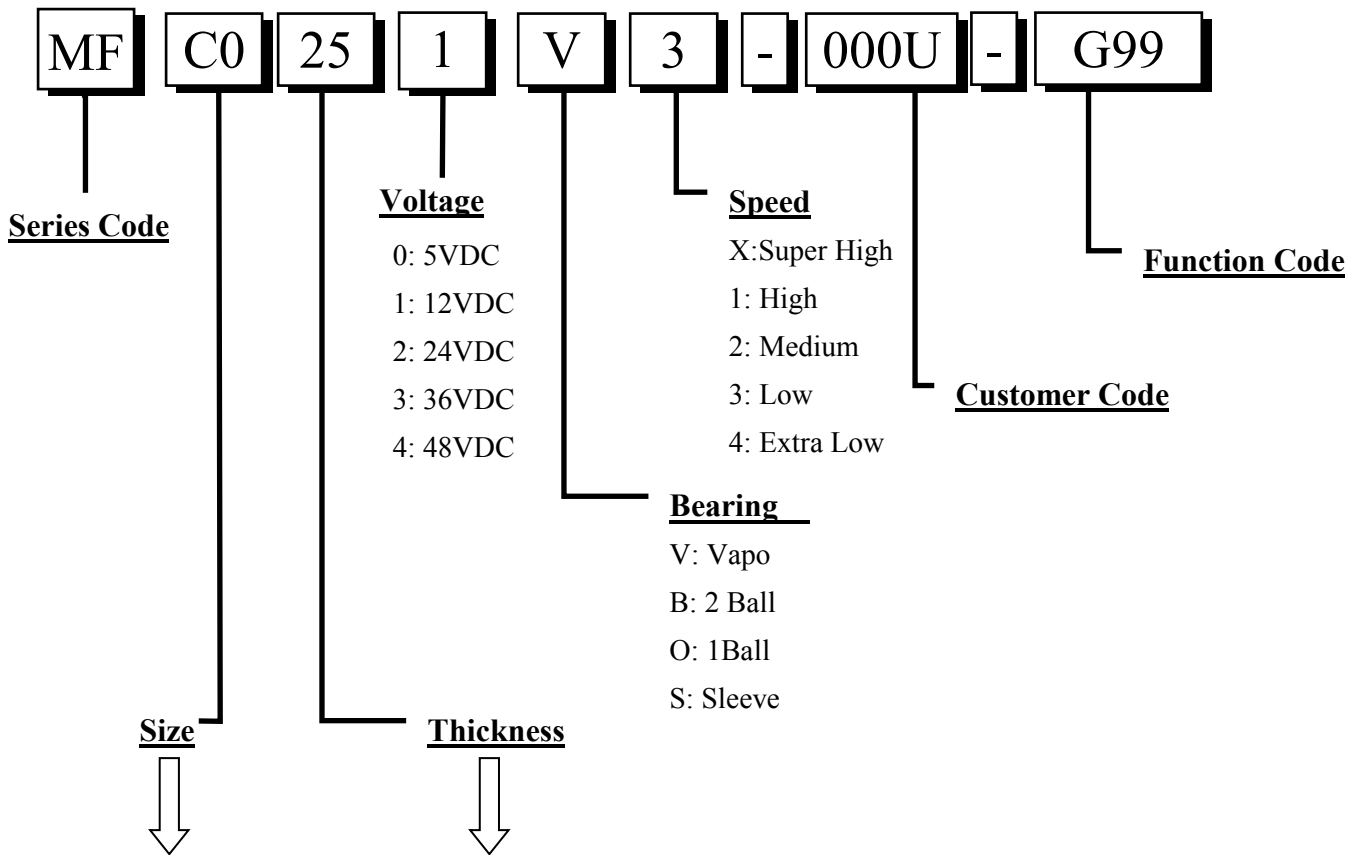 MF C0 25 1 V 3 - 000U - G99
Series Code
Voltage
0: 5VDC
1: 12VDC
2: 24VDC
3: 36VDC
4: 48VDC
Speed
X:Super High
1: High
2: Medium
3: Low
4: Extra Low
Function Code
Customer Code
Bearing
V: Vapo
B: 2 Ball
O: 1Ball
S: Sleeve
Size
Thickness